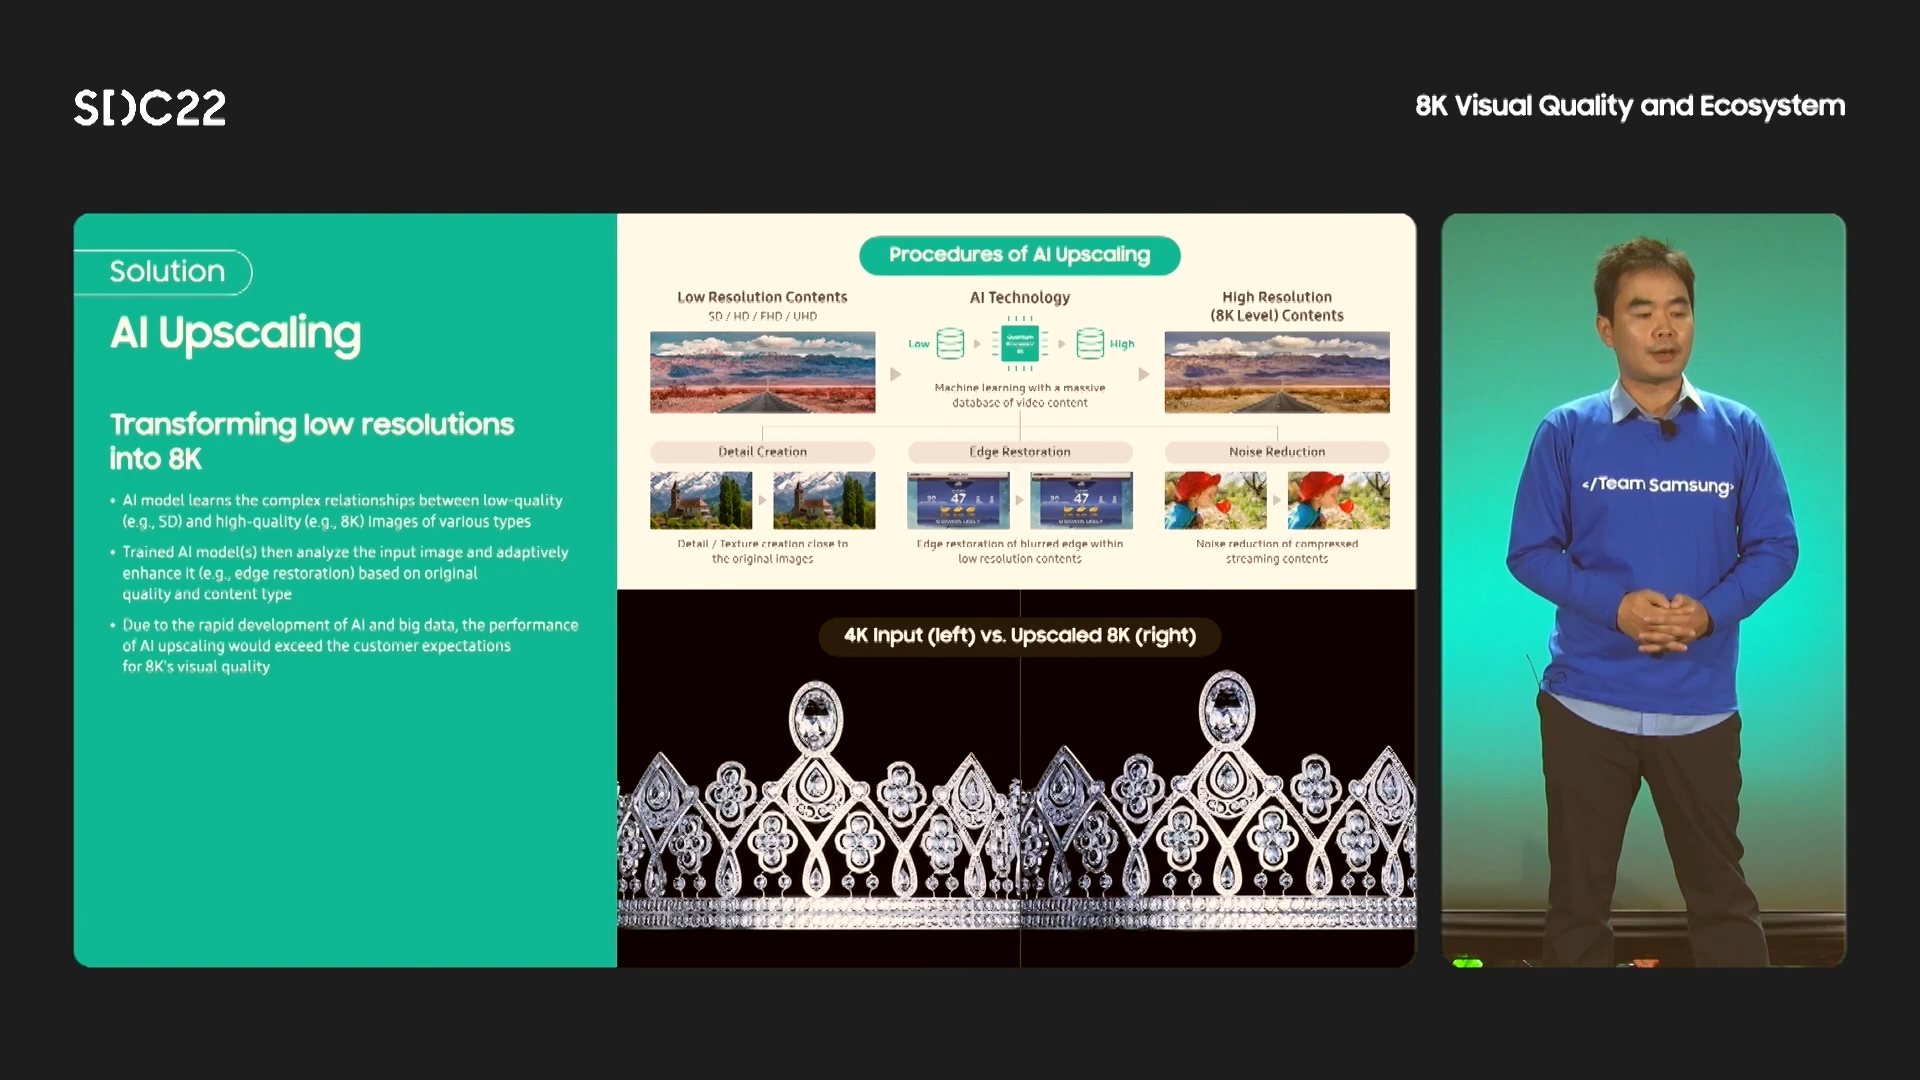 SDC22
8K Visual Quality and Ecosystem
Solution
AI Upscaling
Transforming low resolutions
into 8K
• AI model learns the complex relationships between low-quality
(e.g., SD) and high-quality (e.g., 8K) Images of various types
• Trained AI model(s) then analyze the input image and adaptively
enhance it (e.g., edge restoration) based on original
quality and content type
• Due to the rapid development of AI and big data, the performance
of AI upscaling would exceed the customer expectations
for 8K's visual quality
Procedures of AI Upscaling
Low Resolution Contents
SD / HD / FHD / UHD
AI Technology
Low
Quantum
Processor
8K
High
Machine learning with a massive
database of video content
High Resolution
(8K Level) Contents
Detail Creation
Detail / Texture creation close to
the original images
Edge Restoration
47
47
Edge restoration of blurred edge within
low resolution contents
Noise Reduction
Noise reduction of compressed
streaming contents
4K Input (left) vs. Upscaled 8K (right)
</Team Samsung>